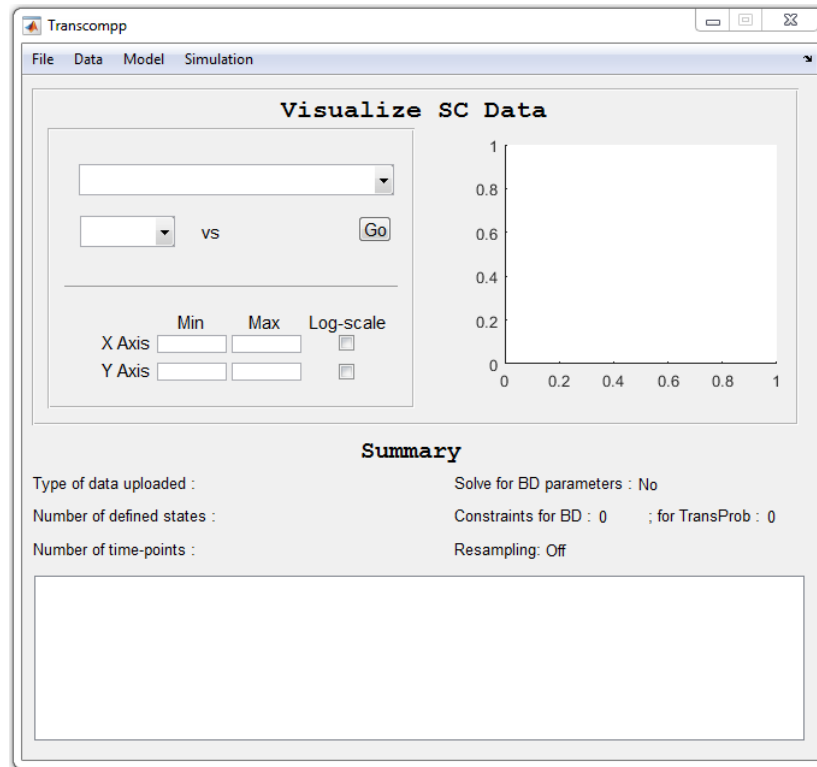 Transcompp
File Data Model Simulation
Visualize SC Data
vs Go
Min Max Log-scale
X Axis
Y Axis
1
0.8
0.6
0.4
0.2
0
0 0.2 0.4 0.6 0.8 1
Summary
Type of data uploaded : Solve for BD parameters : No
Number of defined states : Constraints for BD : 0 ; for TransProb : 0
Number of time-points : Resampling: Off